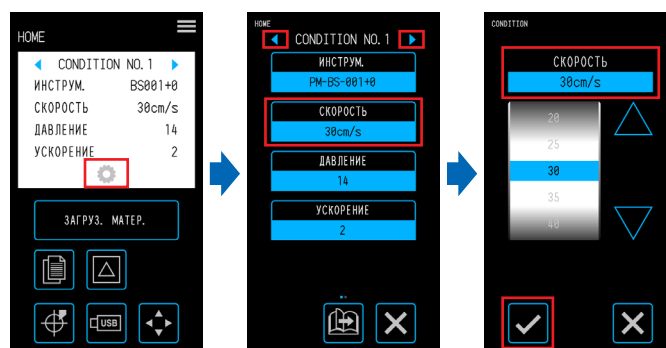 HOME
CONDITION NO. 1
ИНСТРУМ. BS001+0
СКОРОСТЬ 30cm/s
ДАВЛЕНИЕ 14
УСКОРЕНИЕ 2
ЗАГРУЗ. МАТЕР.
USB
HOME
CONDITION NO. 1
ИНСТРУМ.
PM-BS-001+0
СКОРОСТЬ
30cm/s
ДАВЛЕНИЕ
14
УСКОРЕНИЕ
2
CONDITION
СКОРОСТЬ
30cm/s
20
25
30
35
40